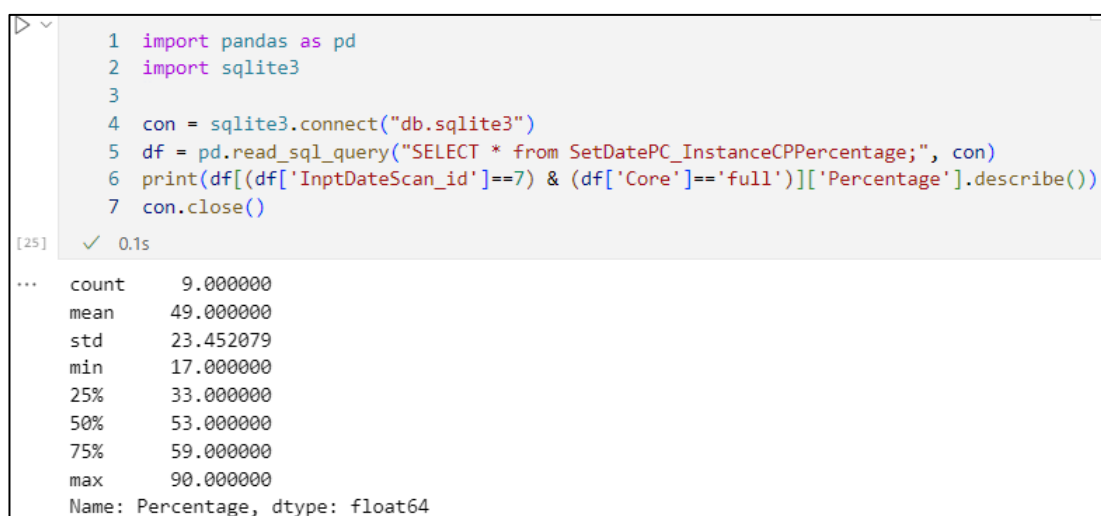 1 import pandas as pd
2 import sqlite3
3
4 con = sqlite3.connect("db.sqlite3")
5 df = pd.read_sql_query("SELECT * from SetDatePC_InstanceCPPercentage;", con)
6 print(df[(df['InptDateScan_id']==7) & (df['Core']=='full')]['Percentage'].describe())
7 con.close()
[25] ✓ 0.1s
... count 9.000000
mean 49.000000
std 23.452079
min 17.000000
25% 33.000000
50% 53.000000
75% 59.000000
max 90.000000
Name: Percentage, dtype: float64